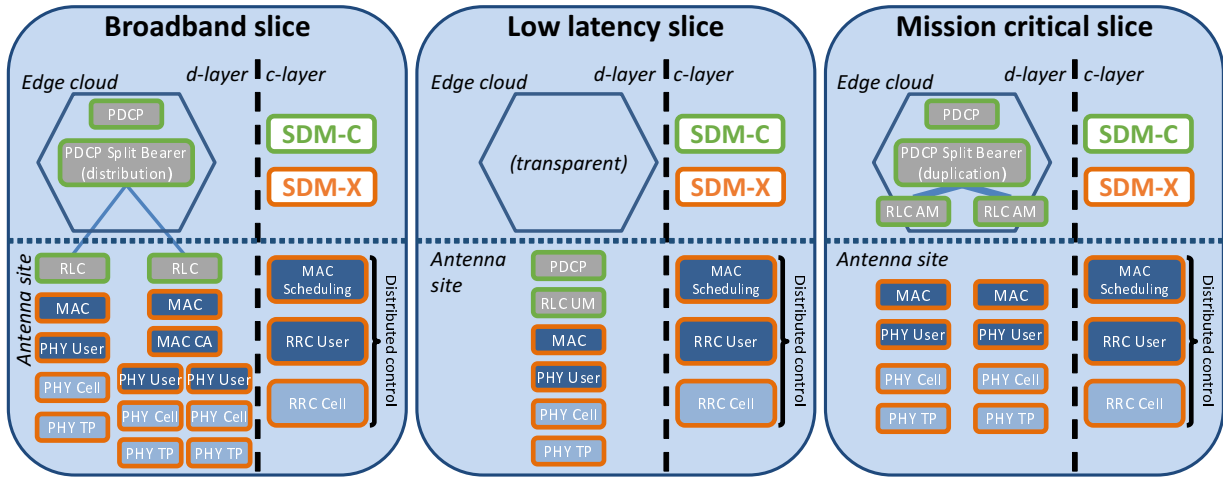 Broadband slice
Edge cloud
d-layer
c-layer
PDCP
PDCP Split Bearer
(distribution)
SDM-C
SDM-X
Antenna site
RLC
RLC
MAC
MAC
PHY User
MAC CA
PHY Cell
PHY User
PHY User
PHY TP
PHY Cell
PHY Cell
PHY TP
PHY TP
MAC
Scheduling
RRC User
RRC Cell
Distributed control
Low latency slice
Edge cloud
d-layer
c-layer
(transparent)
SDM-C
SDM-X
Antenna
site
PDCP
RLC UM
MAC
PHY User
PHY Cell
PHY TP
MAC
Scheduling
RRC User
RRC Cell
Distributed control
Mission critical slice
Edge cloud
d-layer
c-layer
PDCP
PDCP Split Bearer
(duplication)
RLC AM
RLC AM
SDM-C
SDM-X
Antenna site
MAC
MAC
PHY User
PHY User
PHY Cell
PHY Cell
PHY TP
PHY TP
MAC
Scheduling
RRC User
RRC Cell
Distributed control